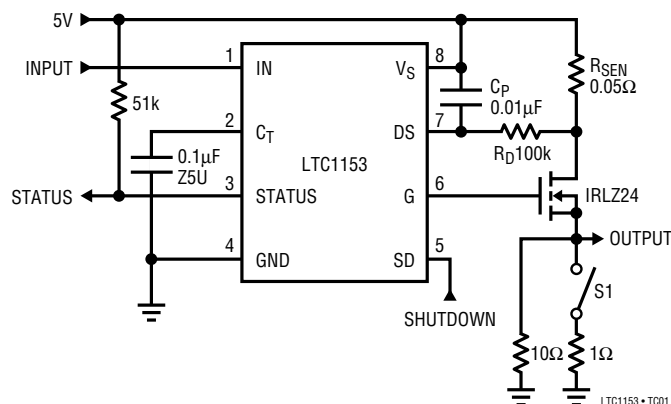 5V
INPUT
51k
STATUS
0.1µF
Z5U
1 IN
2 CT
3 STATUS
4 GND
LTC1153
VS 8
DS 7
G 6
SD 5
CP
0.01µF
RD100k
RSEN
0.05Ω
IRLZ24
OUTPUT
S1
SHUTDOWN
10Ω
1Ω
LTC1153 • TC01